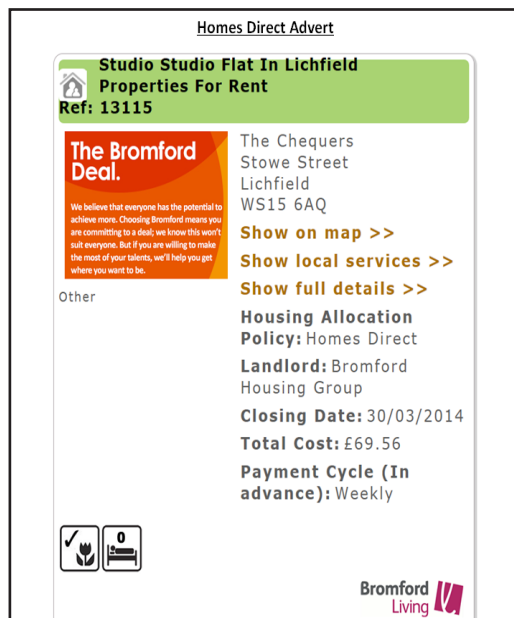 Homes Direct Advert
Studio Studio Flat In Lichfield
Properties For Rent
Ref: 13115
The Bromford
Deal.
We believe that everyone has the potential to
achieve more. Choosing Bromford means you
are committing to a deal; we know this won't
suit everyone. But if you are willing to make
the most of your talents, we'll help you get
where you want to be.
Other
The Chequers
Stowe Street
Lichfield
WS15 6AQ
Show on map >>
Show local services >>
Show full details >>
Housing Allocation
Policy: Homes Direct
Landlord: Bromford
Housing Group
Closing Date: 30/03/2014
Total Cost: £69.56
Payment Cycle (In
advance): Weekly
0
Bromford
Living